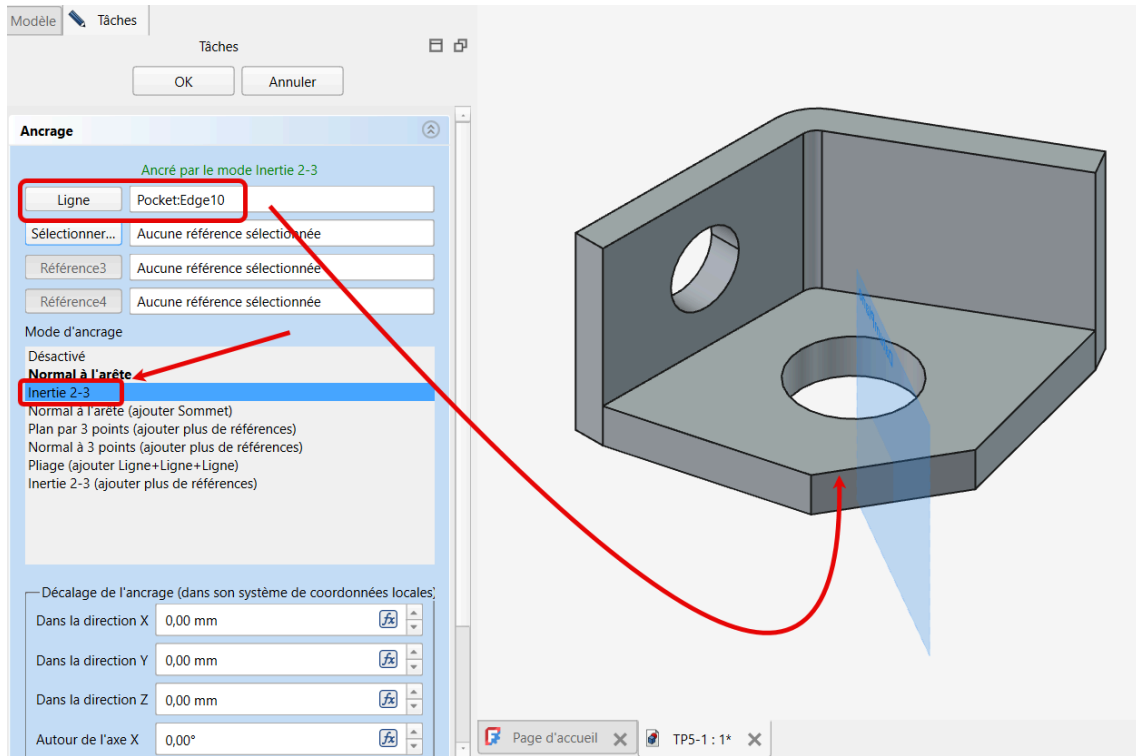 Modèle Tâches
Tâches
OK Annuler
Ancrage
Ancré par le mode Inertie 2-3
Ligne Pocket:Edge10
Sélectionner... Aucune référence sélectionnée
Référence3 Aucune référence sélectionnée
Référence4 Aucune référence sélectionnée
Mode d'ancrage
Désactivé
Normal à l'arête
Inertie 2-3
Normal à l'arête (ajouter Sommet)
Plan par 3 points (ajouter plus de références)
Normal à 3 points (ajouter plus de références)
Pliage (ajouter Ligne+Ligne+Ligne)
Inertie 2-3 (ajouter plus de références)
Décalage de l'ancrage (dans son système de coordonnées locales)
Dans la direction X 0,00 mm fx
Dans la direction Y 0,00 mm fx
Dans la direction Z 0,00 mm fx
Autour de l'axe X 0,00° fx
Page d'accueil TP5-1 : 1*